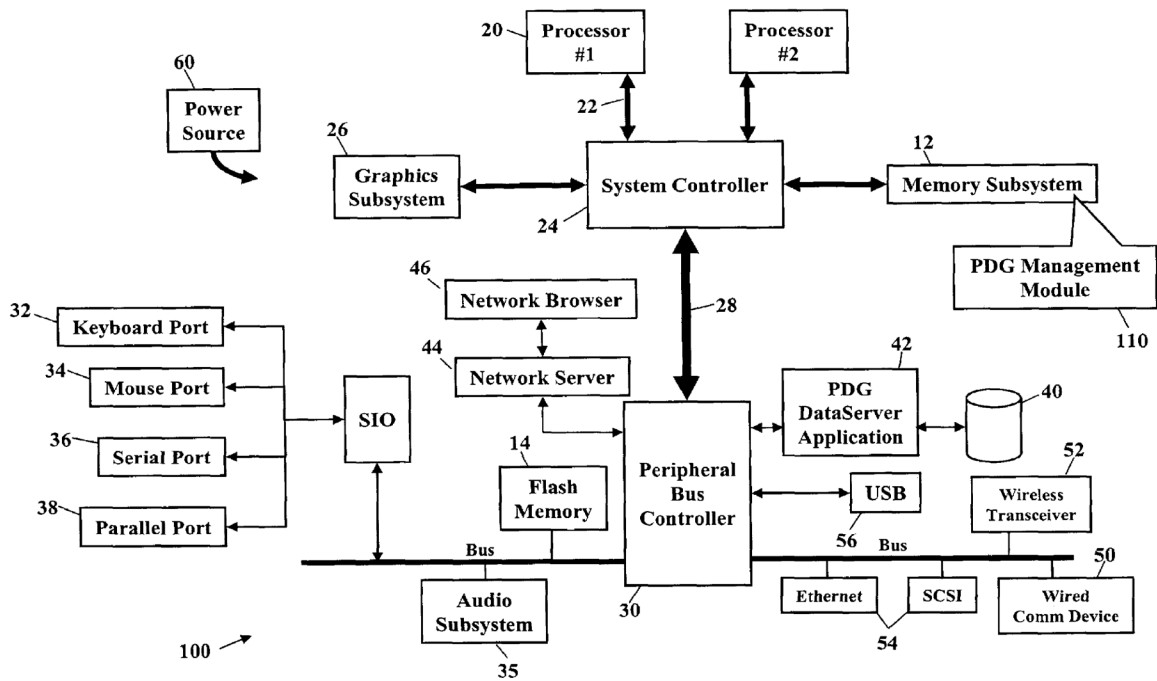 20
Processor
#1
Processor
#2
60
Power
Source
22
26
Graphics
Subsystem
System Controller
24
12
Memory Subsystem
PDG Management
Module
110
28
46
Network Browser
44
Network Server
32
Keyboard Port
34
Mouse Port
36
Serial Port
38
Parallel Port
SIO
14
Flash
Memory
Peripheral
Bus
Controller
30
42
PDG
DataServer
Application
40
USB
56
52
Wireless
Transceiver
Bus
Bus
Audio
Subsystem
35
Ethernet
SCSI
54
50
Wired
Comm Device
100